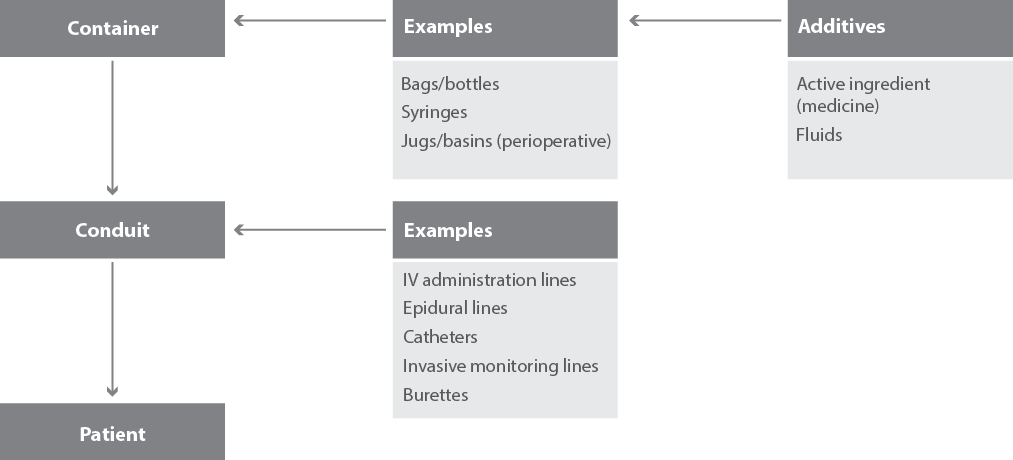 Container
Examples
Additives
Bags/bottles
Syringes
Jugs/basins (perioperative)
Active ingredient
(medicine)
Fluids
Conduit
Examples
IV administration lines
Epidural lines
Catheters
Invasive monitoring lines
Burettes
Patient